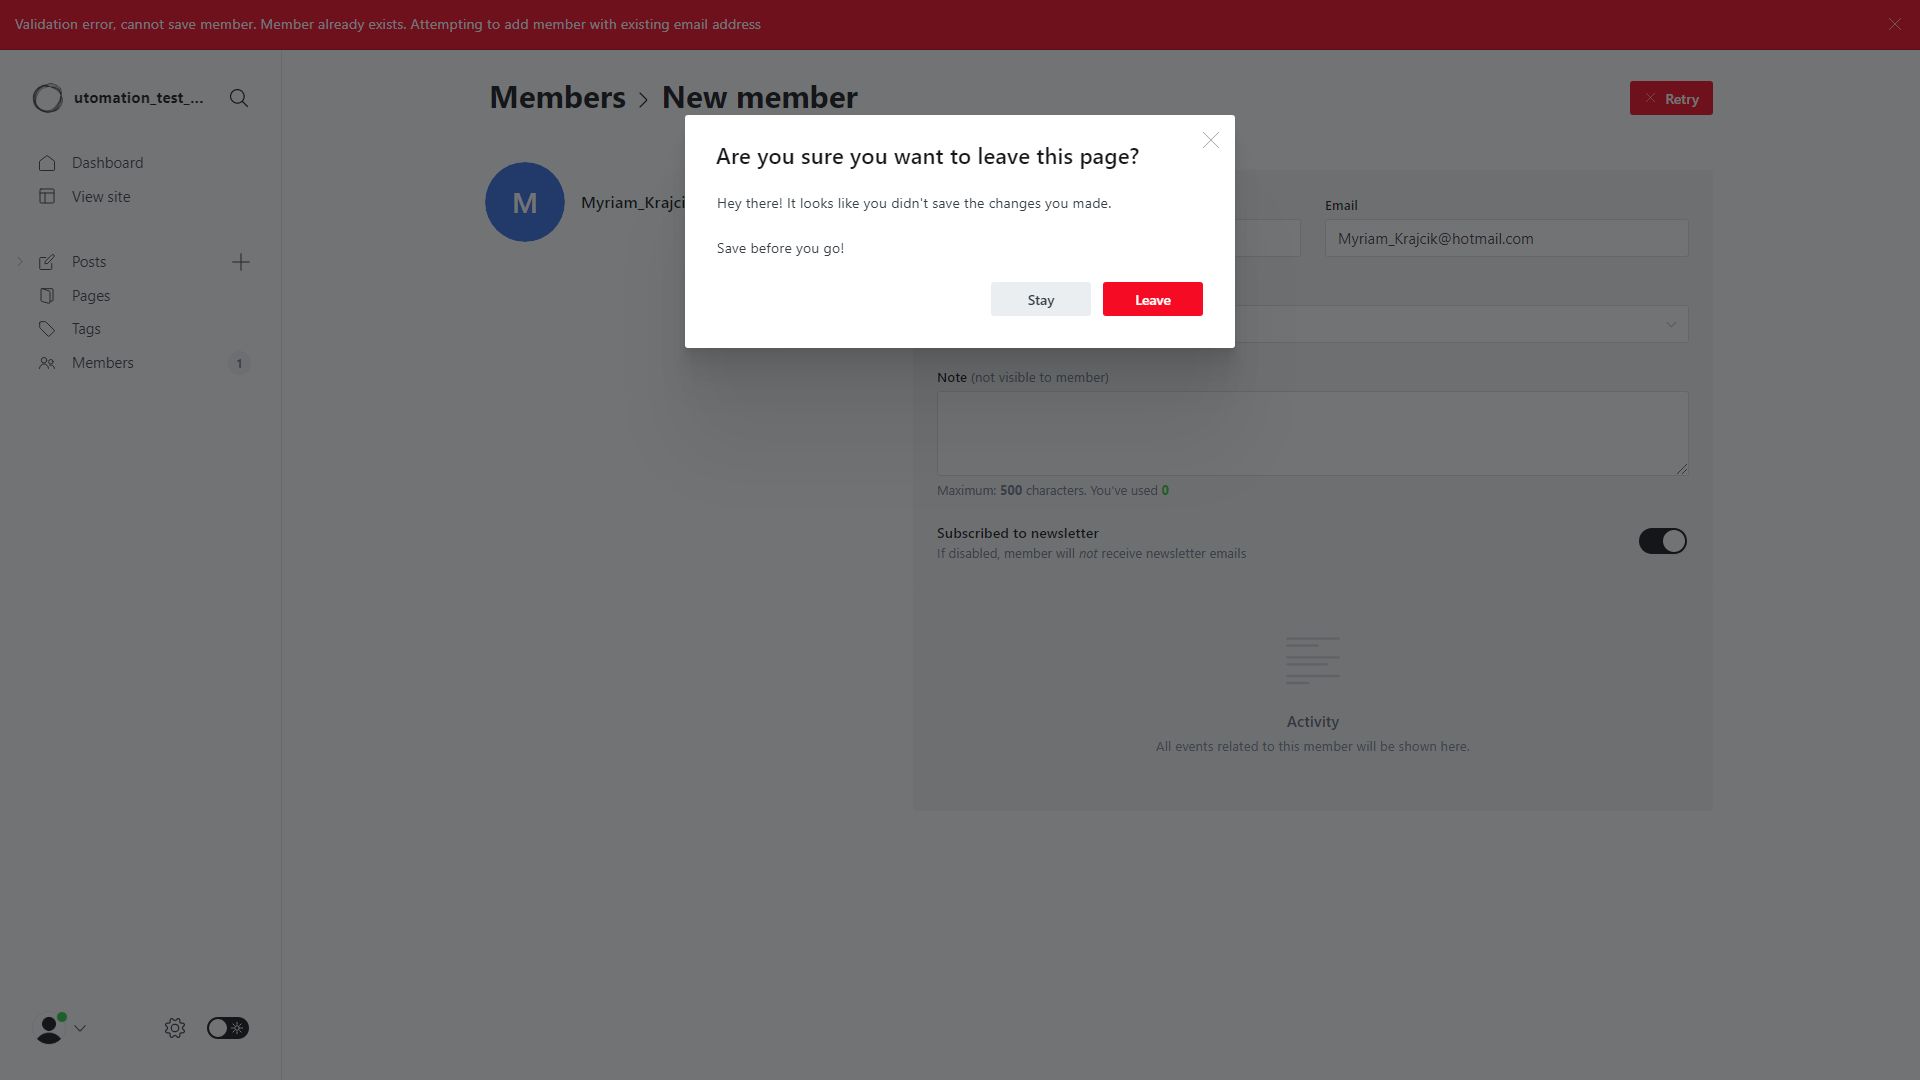 Validation error, cannot save member. Member already exists. Attempting to add member with existing email address
utomation_test_...
Members > New member
Retry
Dashboard
View site
Posts
Pages
Tags
Members 1
M
Myriam_Krajci
Are you sure you want to leave this page?
Hey there! It looks like you didn't save the changes you made.
Save before you go!
Stay
Leave
Email
Myriam_Krajcik@hotmail.com
Note (not visible to member)
Maximum: 500 characters. You've used 0
Subscribed to newsletter
If disabled, member will not receive newsletter emails
Activity
All events related to this member will be shown here.